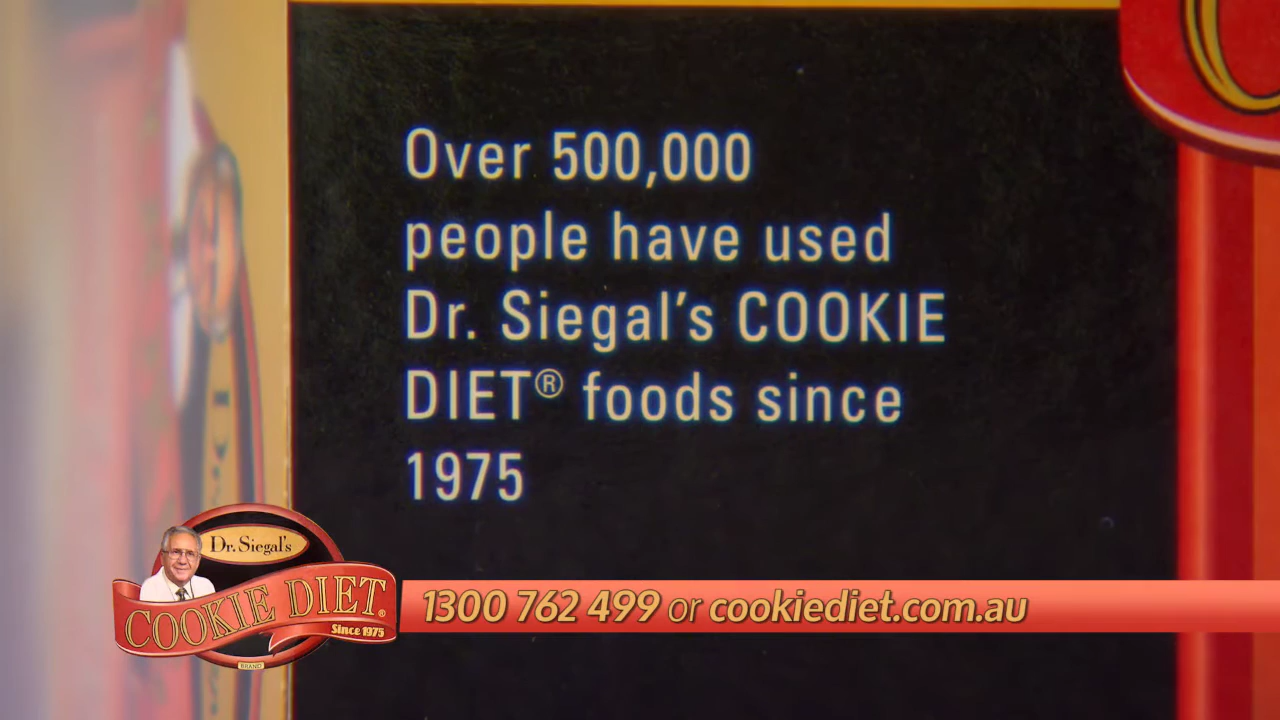 Over 500,000
people have used
Dr. Siegal's COOKIE
DIET® foods since
1975
Dr. Siegal's
COOKIE DIET®
Since 1975
BRAND
1300 762 499 or cookiediet.com.au